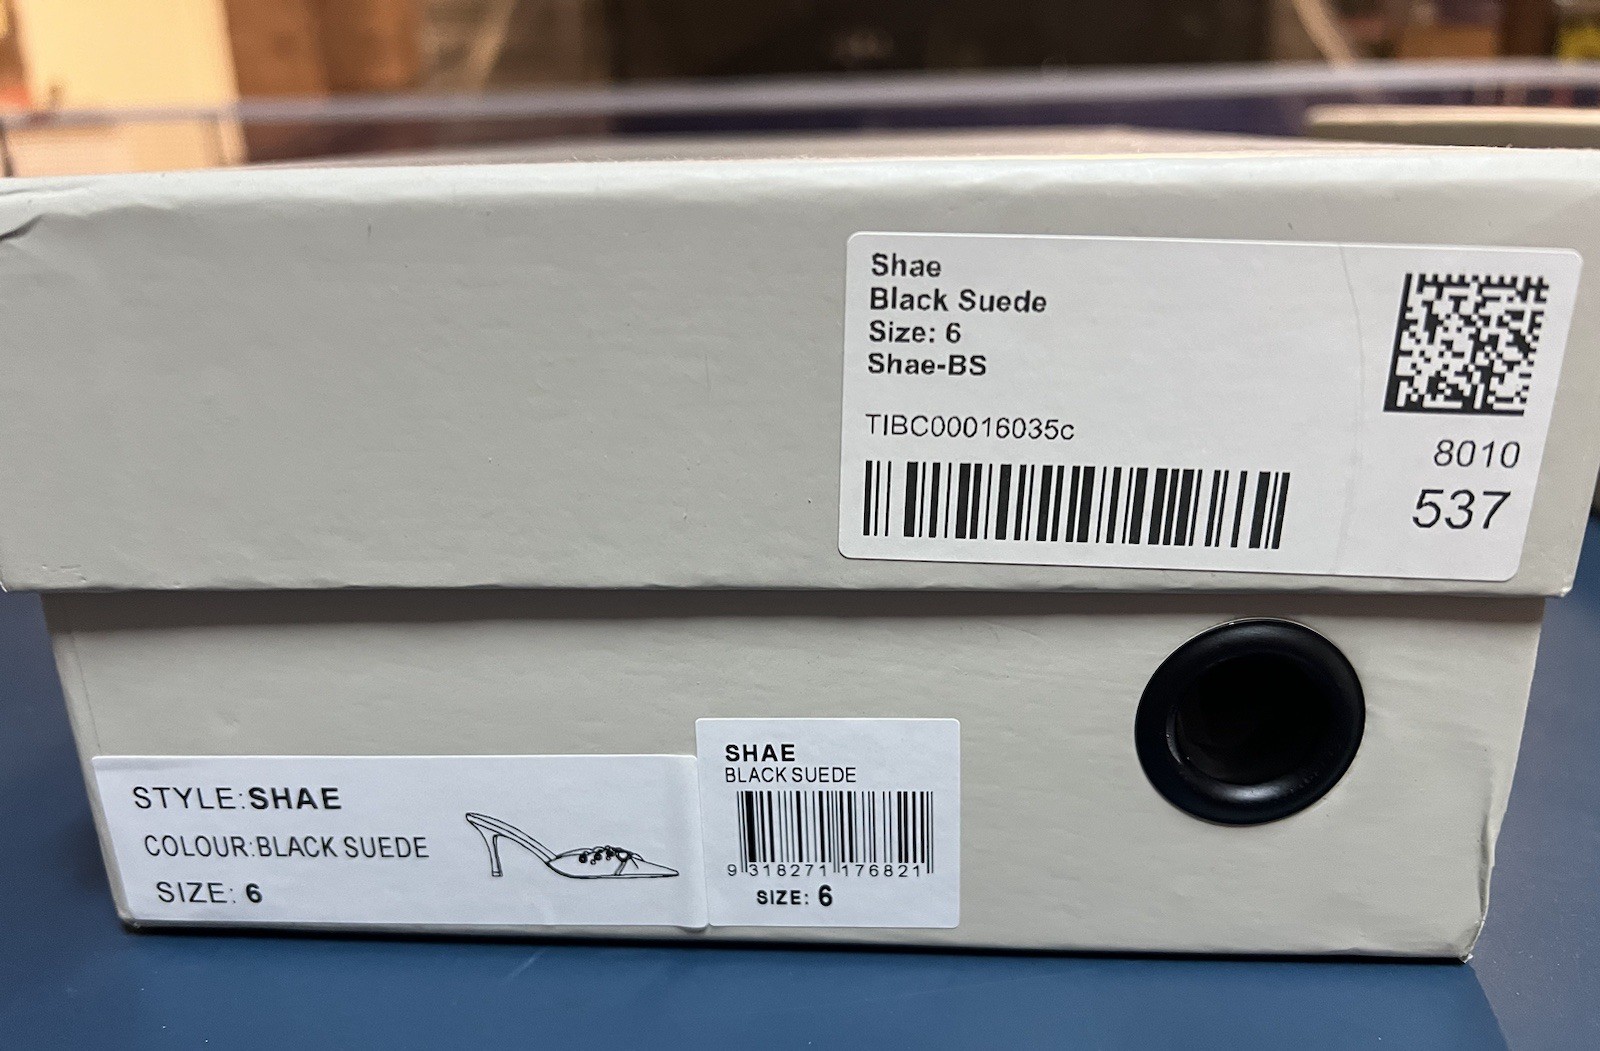 Shae
Black Suede
Size: 6
Shae-BS
TIBC00016035c
8010
537
STYLE:SHAE
COLOUR:BLACK SUEDE
SIZE: 6
SHAE
BLACK SUEDE
9 318271 176821
SIZE: 6